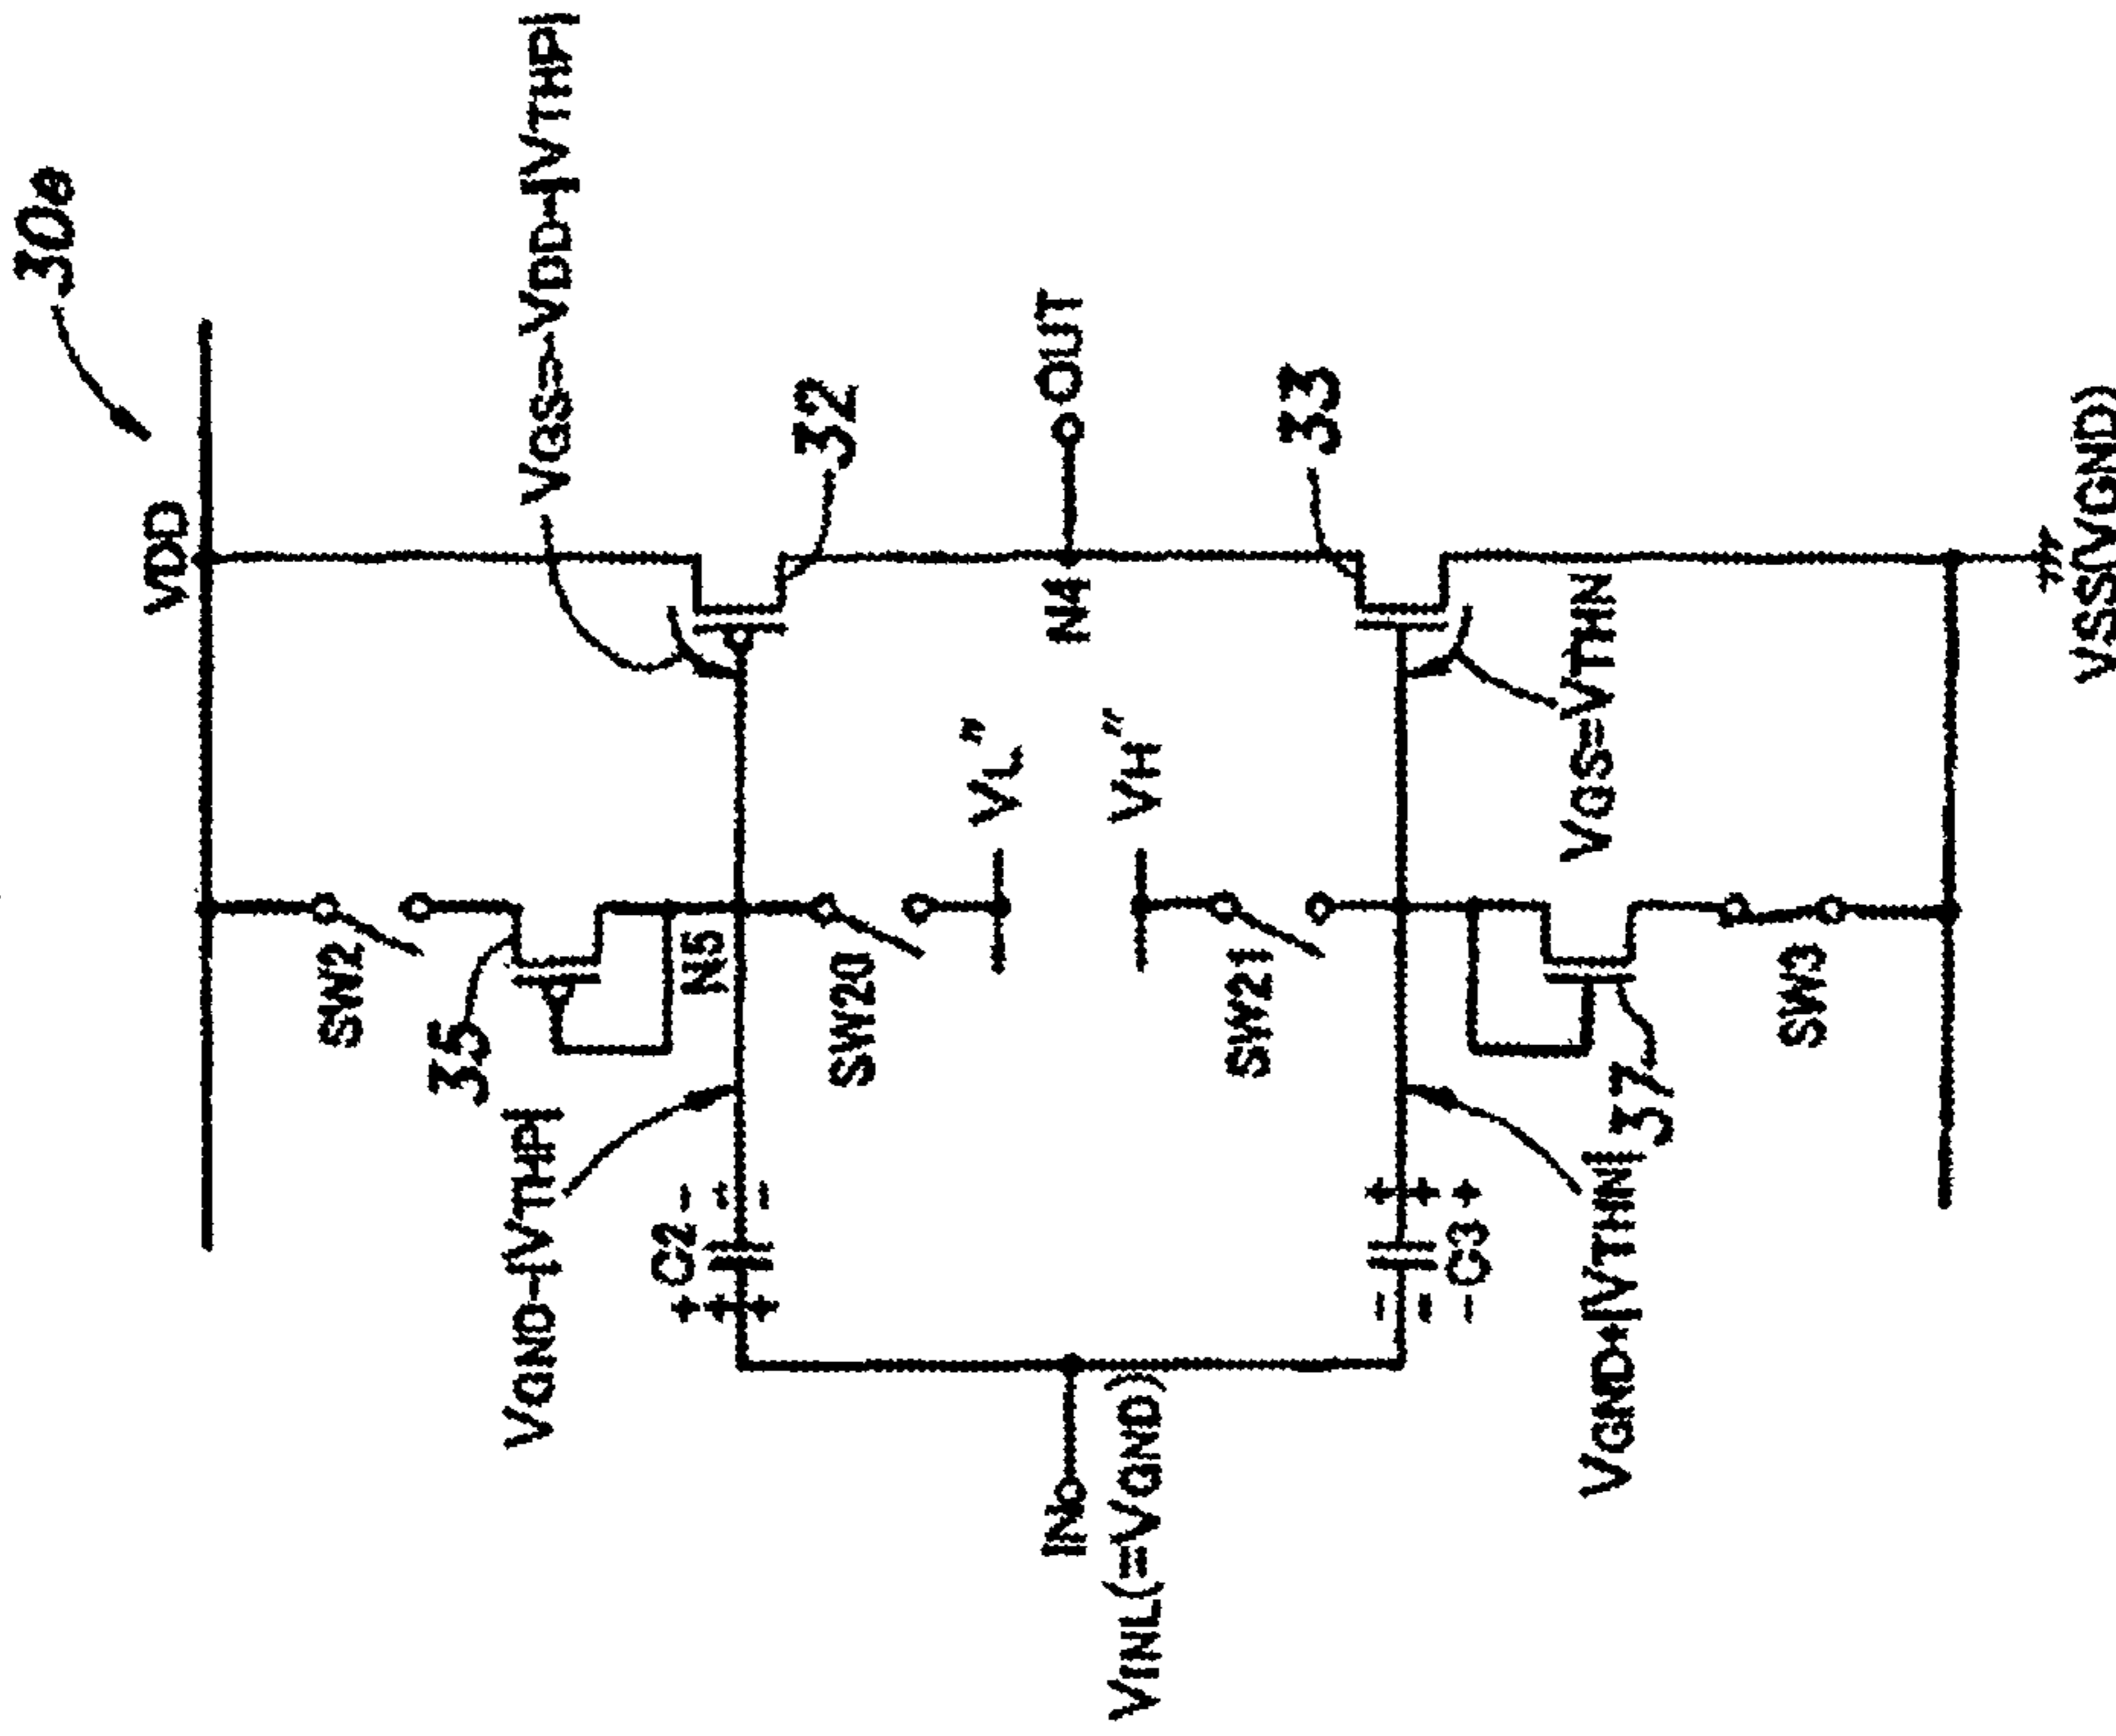 30e
VDD
VGS=-VDD-|VTHP|
SW2
35
32
VGND-|VTHP|
N5
C2
SW20
VL"
N4
OUT
IN
VINL(=VGND)
VH"
SW21
33
C3
VGS=VTHN
VGND+|VTHN|
37
SW3
VSS(VGND)